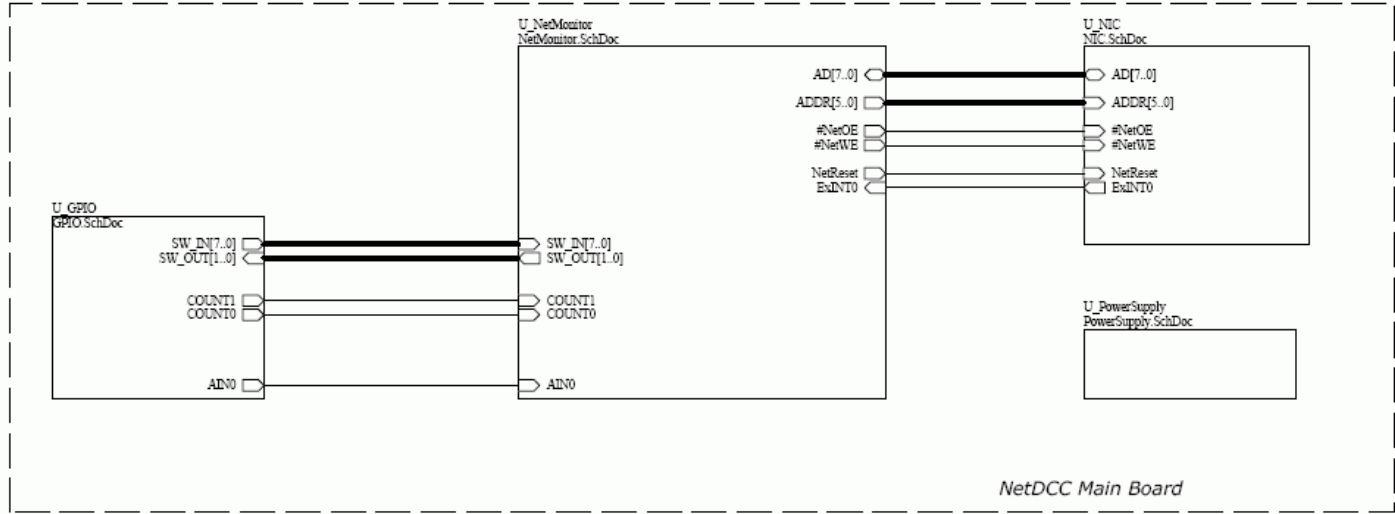 U_NetMonitor
NetMonitor.SchDoc
U_NIC
NIC.SchDoc
AD[7..0]
AD[7..0]
ADDR[5..0]
ADDR[5..0]
#NetOE
#NetOE
#NetWE
#NetWE
NetReset
NetReset
ExINT0
ExINT0
U_GPIO
GPIO.SchDoc
SW_IN[7..0]
SW_IN[7..0]
SW_OUT[1..0]
SW_OUT[1..0]
COUNT1
COUNT1
COUNT0
COUNT0
U_PowerSupply
PowerSupply.SchDoc
AIN0
AIN0
NetDCC Main Board